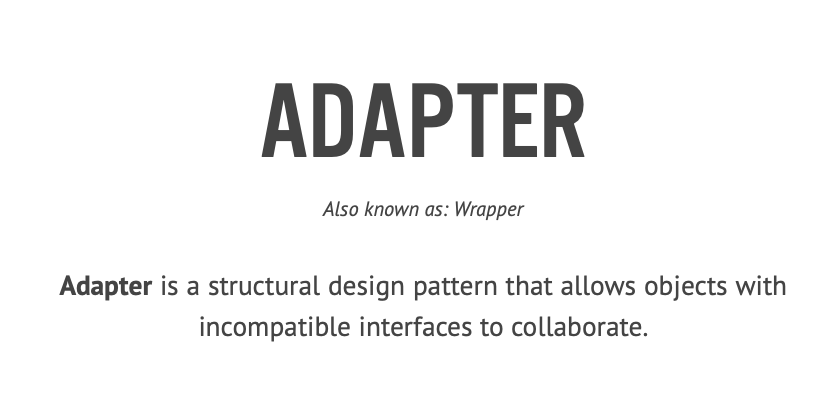 ADAPTER
Also known as: Wrapper
Adapter is a structural design pattern that allows objects with
incompatible interfaces to collaborate.